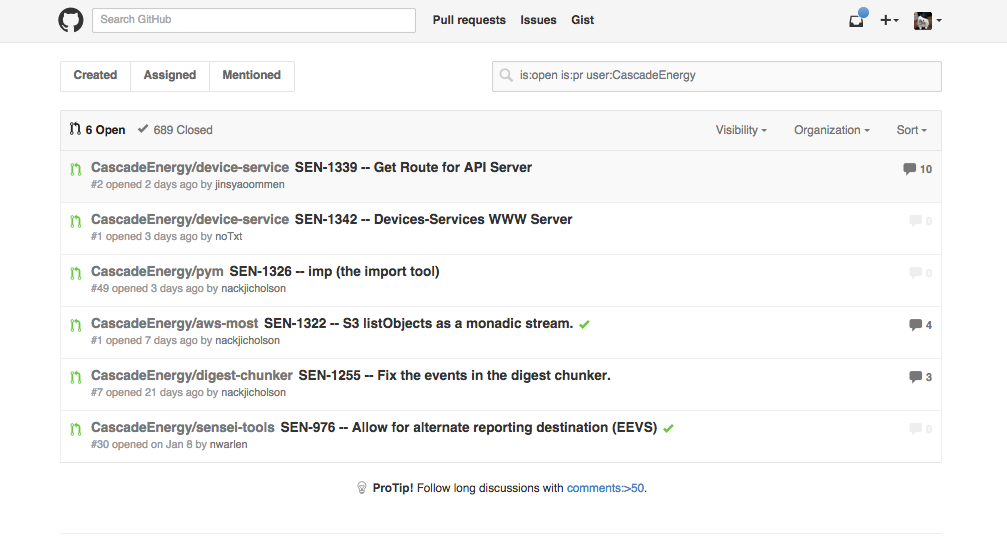 Search GitHub Pull requests Issues Gist
Created Assigned Mentioned is:open is:pr user:CascadeEnergy
6 Open 689 Closed Visibility Organization Sort
CascadeEnergy/device-service SEN-1339 -- Get Route for API Server 10
#2 opened 2 days ago by jinsyaoommen
CascadeEnergy/device-service SEN-1342 -- Devices-Services WWW Server 0
#1 opened 3 days ago by noTxt
CascadeEnergy/pym SEN-1326 -- imp (the import tool) 0
#49 opened 3 days ago by nackjicholson
CascadeEnergy/aws-most SEN-1322 -- S3 listObjects as a monadic stream. 4
#1 opened 7 days ago by nackjicholson
CascadeEnergy/digest-chunker SEN-1255 -- Fix the events in the digest chunker. 3
#7 opened 21 days ago by nackjicholson
CascadeEnergy/sensei-tools SEN-976 -- Allow for alternate reporting destination (EEVS) 0
#30 opened on Jan 8 by nwarlen
ProTip! Follow long discussions with comments:>50.